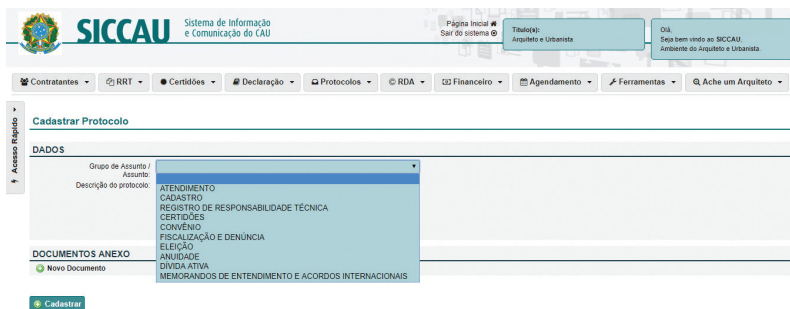 SICCAU
Sistema de Informação
e Comunicação do CAU
Página Inicial
Sair do sistema
Título(s):
Arquiteto e Urbanista
Olá,
Seja bem vindo ao SICCAU,
Ambiente do Arquiteto e Urbanista.
Contratantes RRT Certidões Declaração Protocolos RDA Financeiro Agendamento Ferramentas Ache um Arquiteto
Acesso Rápido
Cadastrar Protocolo
DADOS
Grupo de Assunto /
Assunto:
Descrição do protocolo:
ATENDIMENTO
CADASTRO
REGISTRO DE RESPONSABILIDADE TÉCNICA
CERTIDÕES
CONVÊNIO
FISCALIZAÇÃO E DENÚNCIA
ELEIÇÃO
ANUIDADE
DÍVIDA ATIVA
MEMORANDOS DE ENTENDIMENTO E ACORDOS INTERNACIONAIS
DOCUMENTOS ANEXO
Novo Documento
Cadastrar